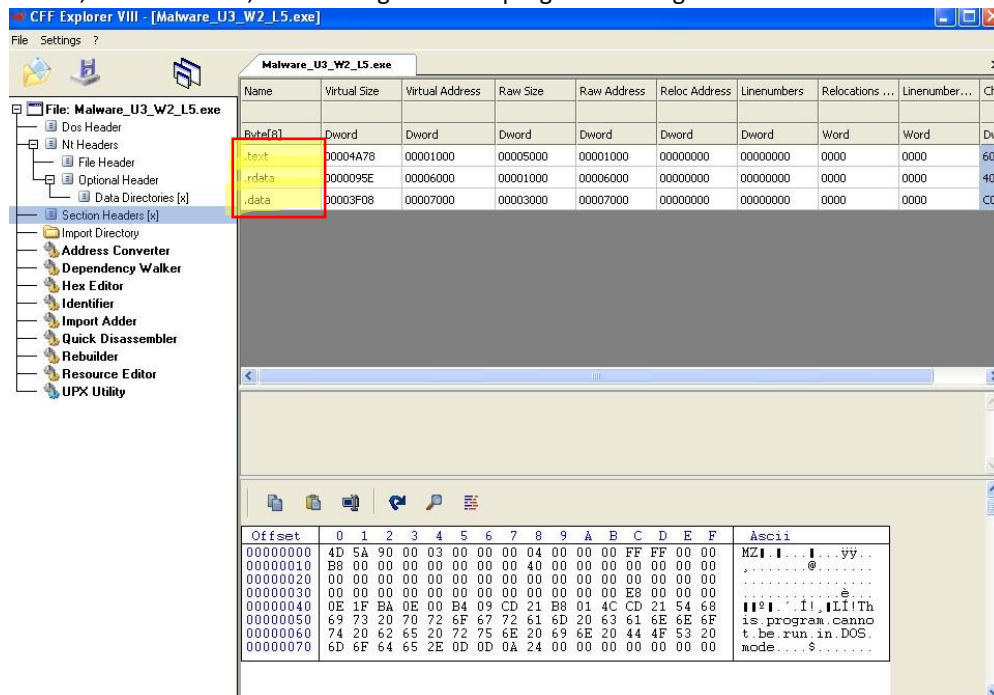 CFF Explorer VIII - [Malware_U3_W2_L5.exe]
File Settings ?
Malware_U3_W2_L5.exe
File: Malware_U3_W2_L5.exe
Dos Header
Nt Headers
File Header
Optional Header
Data Directories [x]
Section Headers [x]
Import Directory
Address Converter
Dependency Walker
Hex Editor
Identifier
Import Adder
Quick Disassembler
Rebuilder
Resource Editor
UPX Utility
Name Virtual Size Virtual Address Raw Size Raw Address Reloc Address Linenumbers Relocations ... Linenumber...
Byte[8] Dword Dword Dword Dword Dword Dword Word Word
.text 00004A78 00001000 00005000 00001000 00000000 00000000 0000 0000 60
.rdata 0000095E 00006000 00001000 00006000 00000000 00000000 0000 0000 40
.data 00003F08 00007000 00003000 00007000 00000000 00000000 0000 0000 C0
Offset 0 1 2 3 4 5 6 7 8 9 A B C D E F Ascii
00000000 4D 5A 90 00 03 00 00 00 04 00 00 00 FF FF 00 00 MZ▮.▮...▮...ÿÿ..
00000010 B8 00 00 00 00 00 00 00 40 00 00 00 00 00 00 00 ¸.......@.......
00000020 00 00 00 00 00 00 00 00 00 00 00 00 00 00 00 00 ................
00000030 00 00 00 00 00 00 00 00 00 00 00 00 E8 00 00 00 ............è...
00000040 0E 1F BA 0E 00 B4 09 CD 21 B8 01 4C CD 21 54 68 ▮▮º▮.´.Í!¸▮LÍ!Th
00000050 69 73 20 70 72 6F 67 72 61 6D 20 63 61 6E 6E 6F is.program.canno
00000060 74 20 62 65 20 72 75 6E 20 69 6E 20 44 4F 53 20 t.be.run.in.DOS.
00000070 6D 6F 64 65 2E 0D 0D 0A 24 00 00 00 00 00 00 00 mode....$.......